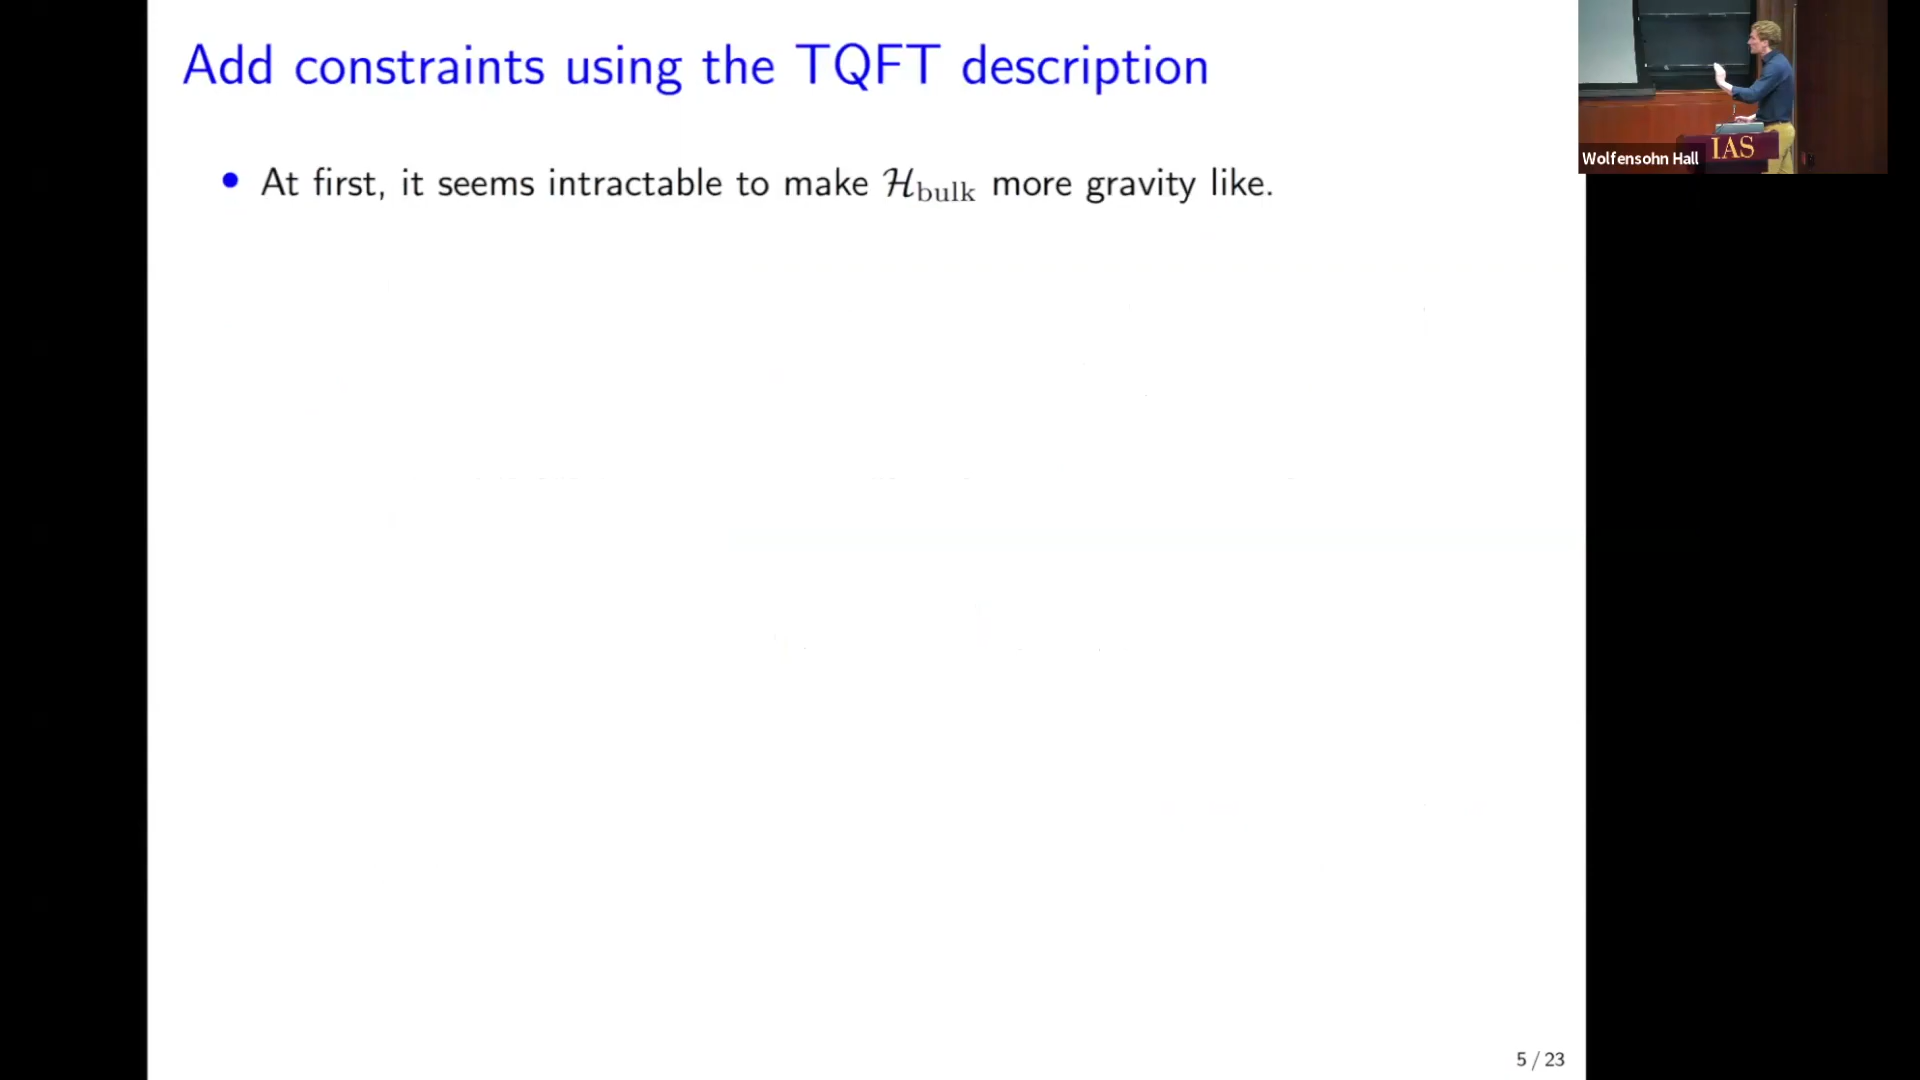 Add constraints using the TQFT description
• At first, it seems intractable to make ℋ_bulk more gravity like.
Wolfensohn Hall
IAS
5 / 23